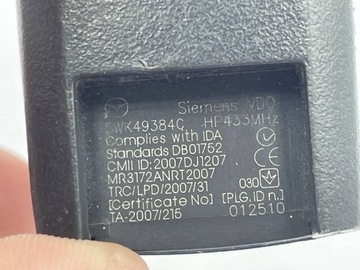 Siemens VDO
5WK49384C HP433MHz
Complies with IDA
Standards DB01752
CMII ID:2007DJ1207
MR3172ANRT2007
TRC/LPD/2007/31 030
[Certificate No] [PLG.ID n.]
TA-2007/215 012510